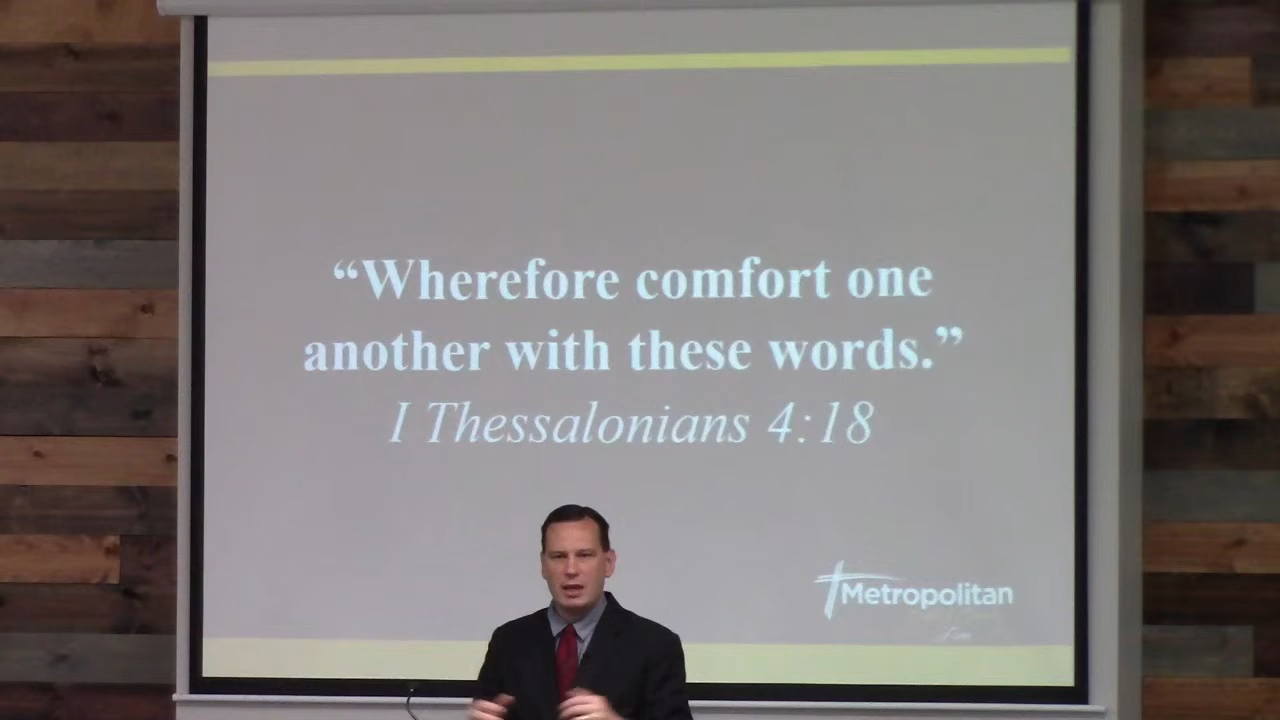 “Wherefore comfort one
another with these words.”
I Thessalonians 4:18
Metropolitan